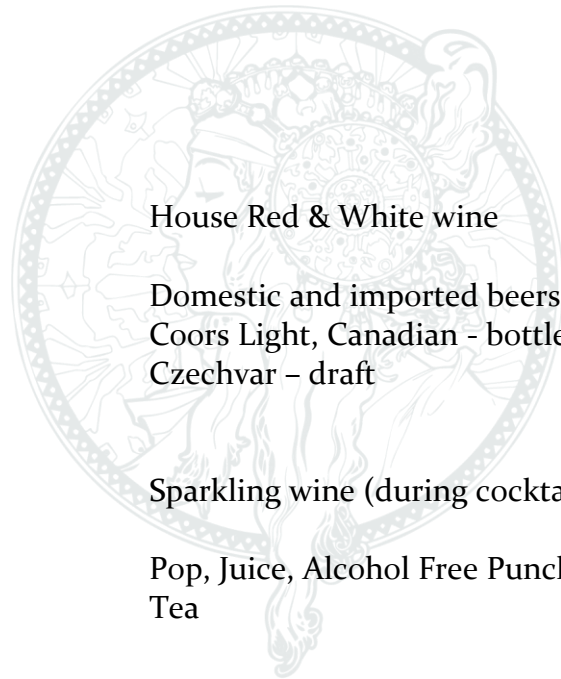 House Red & White wine
Domestic and imported beers
Coors Light, Canadian - bottle
Czechvar – draft
Sparkling wine (during
Pop, Juice, Alcohol Free
Tea